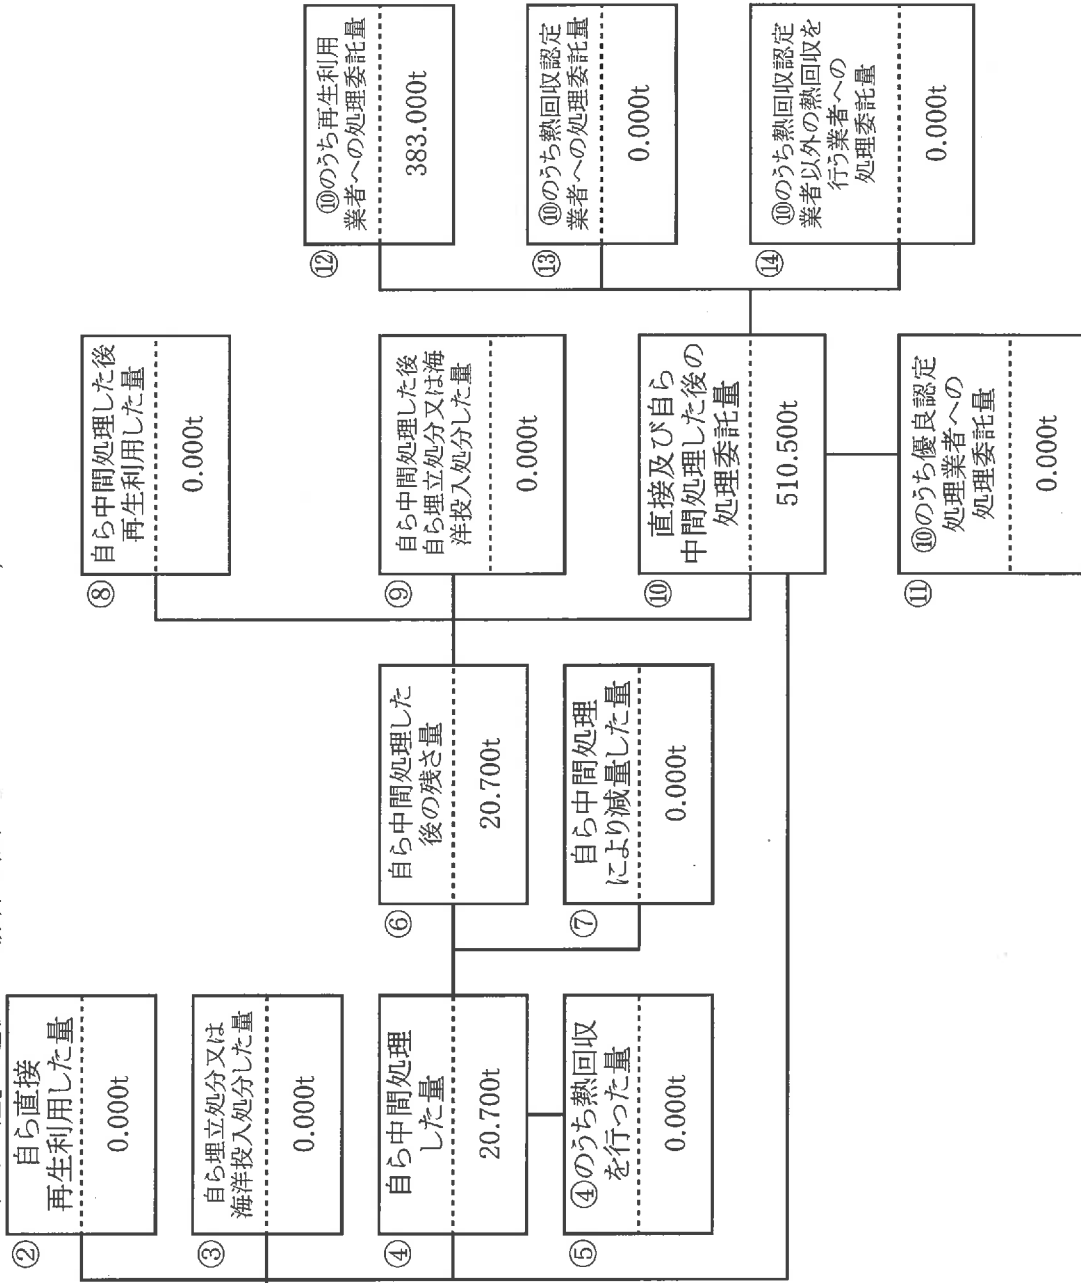 ②
自ら直接
再生利用した量
0.000t
③
自ら埋立処分又は
海洋投入処分した量
0.000t
④
自ら中間処理
した量
20.700t
⑤
④のうち熱回収
を行った量
0.000t
⑥
自ら中間処理した
後の残さ量
20.700t
⑦
自ら中間処理
により減量した量
0.000t
⑧
自ら中間処理した後
再生利用した量
0.000t
⑨
自ら中間処理した後
自ら埋立処分又は海
洋投入処分した量
0.000t
⑩
直接及び自ら
中間処理した後の
処理委託量
510.500t
⑪
⑩のうち優良認定
処理業者への
処理委託量
0.000t
⑫
⑩のうち再生利用
業者への処理委託量
383.000t
⑬
⑩のうち熱回収認定
業者への処理委託量
0.000t
⑭
⑩のうち熱回収認定
業者以外の熱回収を
行う業者への
処理委託量
0.000t